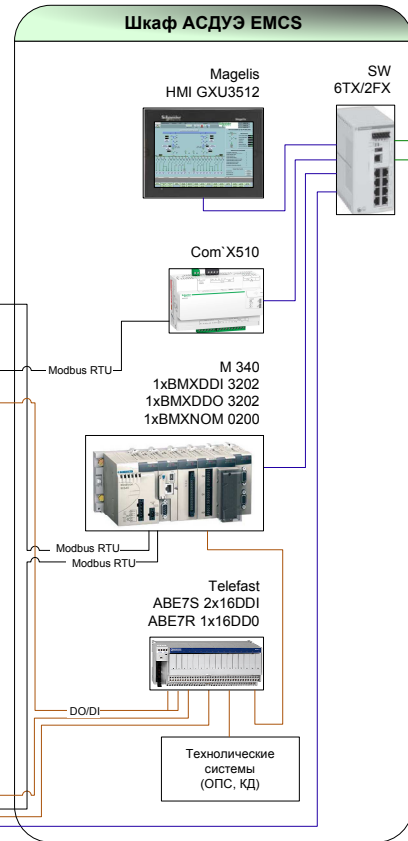 Шкаф АСДУЭ EMCS
Magelis
HMI GXU3512
SW
6TX/2FX
Com`X510
Modbus RTU
M 340
1xBMXDDI 3202
1xBMXDDO 3202
1xBMXNOM 0200
Modbus RTU
Modbus RTU
Telefast
ABE7S 2x16DDI
ABE7R 1x16DD0
DO/DI
Технолические
системы
(ОПС, КД)